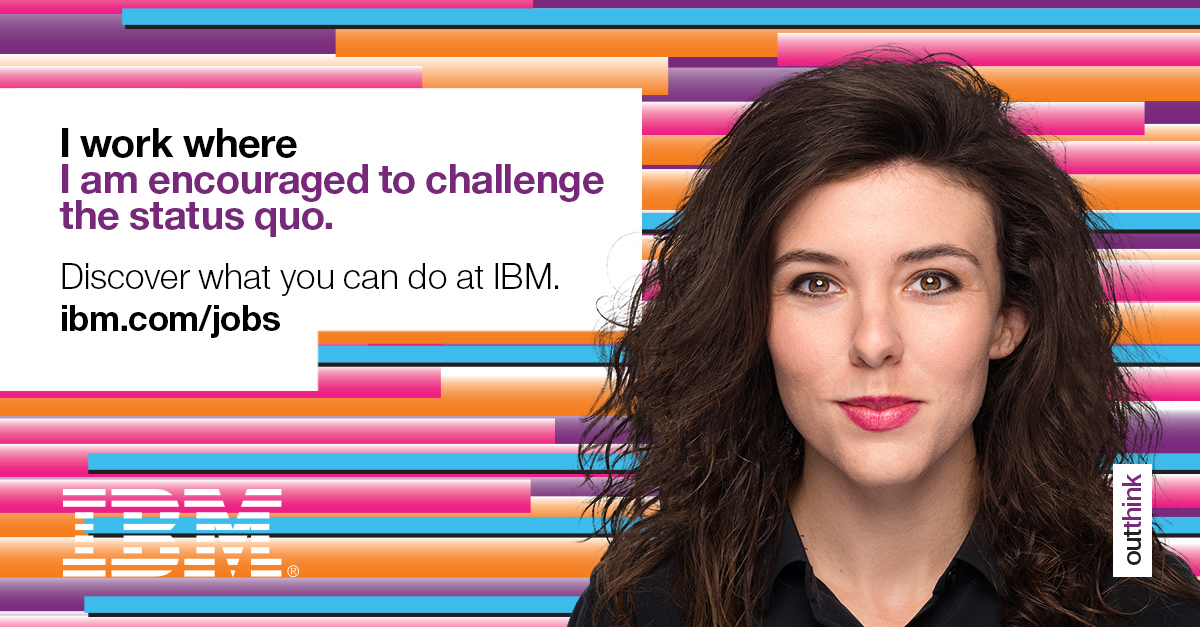 I work where
I am encouraged to challenge
the status quo.
Discover what you can do at IBM.
ibm.com/jobs
IBM®
outthink